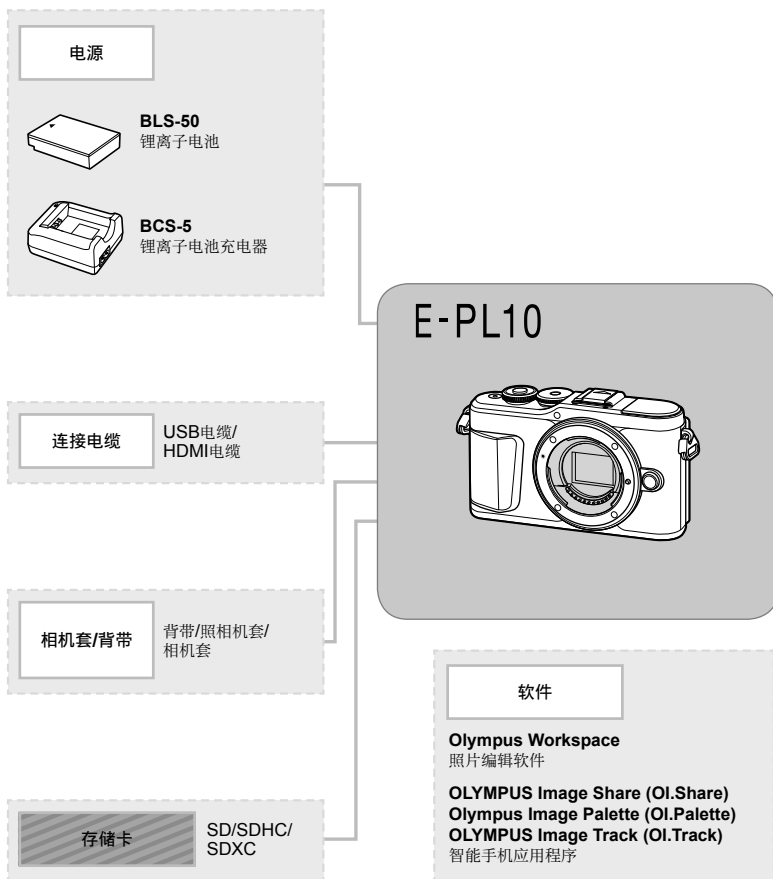 电源
BLS-50
锂离子电池
BCS-5
锂离子电池充电器
E-PL10
连接电缆
USB电缆/
HDMI电缆
相机套/背带
背带/照相机套/
相机套
存储卡
SD/SDHC/
SDXC
软件
Olympus Workspace
照片编辑软件
OLYMPUS Image Share (OI.Share)
Olympus Image Palette (OI.Palette)
OLYMPUS Image Track (OI.Track)
智能手机应用程序